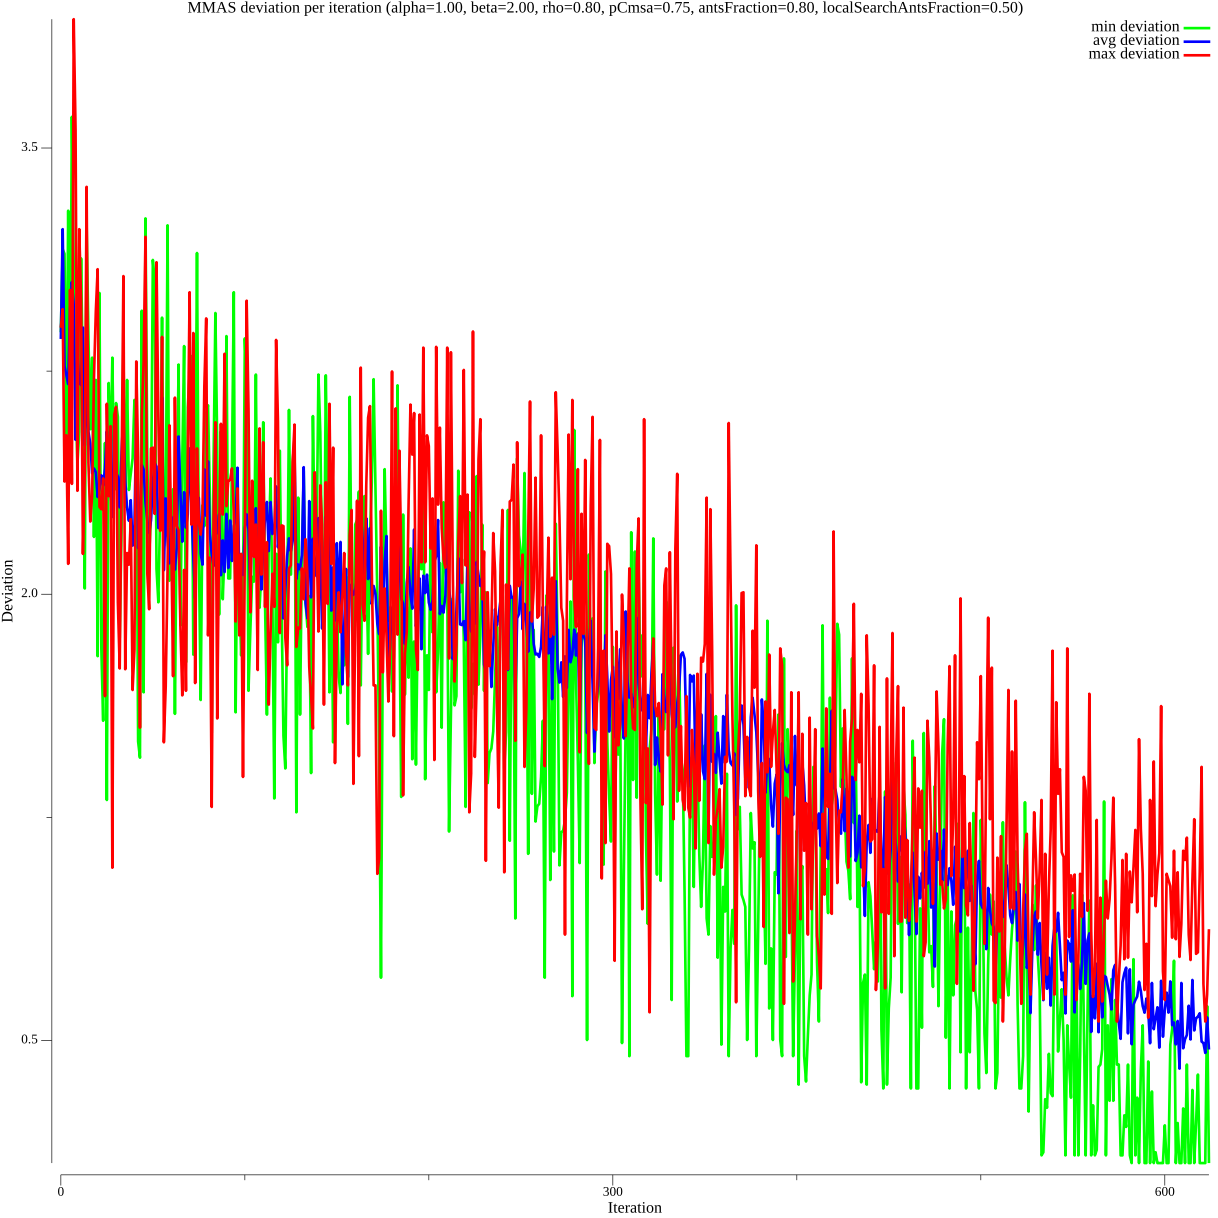 MMAS deviation per iteration (alpha=1.00, beta=2.00, rho=0.80, pCmsa=0.75, antsFraction=0.80, localSearchAntsFraction=0.50)
min deviation
avg deviation
max deviation
3.5
2.0
0.5
Deviation
0
300
600
Iteration